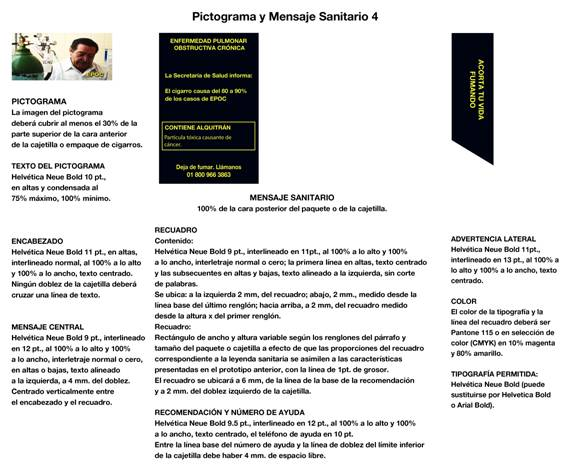 Pictograma y Mensaje Sanitario 4
EPOC
PICTOGRAMA
La imagen del pictograma
deberá cubrir al menos el 30% de la
parte superior de la cara anterior
de la cajetilla o empaque de cigarros.
TEXTO DEL PICTOGRAMA
Helvética Neue Bold 10 pt.,
en altas y condensada al
75% máximo, 100% mínimo.
ENFERMEDAD PULMONAR
OBSTRUCTIVA CRÓNICA
La Secretaría de Salud informa:
El cigarro causa del 80 a 90%
de los casos de EPOC
CONTIENE ALQUITRÁN
Partícula tóxica causante de
cáncer.
Deja de fumar. Llámanos
01 800 966 3863
ACORTA TU VIDA
FUMANDO
MENSAJE SANITARIO
100% de la cara posterior del paquete o de la cajetilla.
ENCABEZADO
Helvética Neue Bold 11 pt., en altas,
interlineado normal, al 100% a lo alto
y 100% a lo ancho, texto centrado.
Ningún doblez de la cajetilla deberá
cruzar una línea de texto.
MENSAJE CENTRAL
Helvética Neue Bold 9 pt., interlineado
en 12 pt., al 100% a lo alto y 100%
a lo ancho, interletraje normal o cero,
en altas o bajas, texto alineado
a la izquierda, a 4 mm. del doblez.
Centrado verticalmente entre
el encabezado y el recuadro.
RECUADRO
Contenido:
Helvética Neue Bold 9 pt., interlineado en 11pt., al 100% a lo alto y 100%
a lo ancho, interletraje normal o cero; la primera línea en altas, texto centrado
y las subsecuentes en altas y bajas, texto alineado a la izquierda, sin corte
de palabras.
Se ubica: a la izquierda 2 mm, del recuadro; abajo, 2 mm., medido desde la
línea base del último renglón; hacia arriba, a 2 mm, del recuadro medido
desde la altura x del primer renglón.
Recuadro:
Rectángulo de ancho y altura variable según los renglones del párrafo y
tamaño del paquete o cajetilla a efecto de que las proporciones del recuadro
correspondiente a la leyenda sanitaria se asimilen a las características
presentadas en el prototipo anterior, con la línea de 1pt. de grosor.
El recuadro se ubicará a 6 mm, de la línea de la base de la recomendación
y a 2 mm. del doblez izquierdo de la cajetilla.
RECOMENDACIÓN Y NÚMERO DE AYUDA
Helvética Neue Bold 9.5 pt., interlineado en 12 pt., al 100% a lo alto y 100%
a lo ancho, texto centrado, el teléfono de ayuda en 10 pt.
Entre la línea base del número de ayuda y la línea de doblez del límite inferior
de la cajetilla debe haber 4 mm. de espacio libre.
ADVERTENCIA LATERAL
Helvética Neue Bold 11pt.,
interlineado en 13 pt., al 100% a
lo alto y 100% a lo ancho, texto
centrado.
COLOR
El color de la tipografía y la
línea del recuadro deberá ser
Pantone 115 o en selección de
color (CMYK) en 10% magenta
y 80% amarillo.
TIPOGRAFÍA PERMITIDA:
Helvética Neue Bold (puede
sustituirse por Helvetica Bold
o Arial Bold).